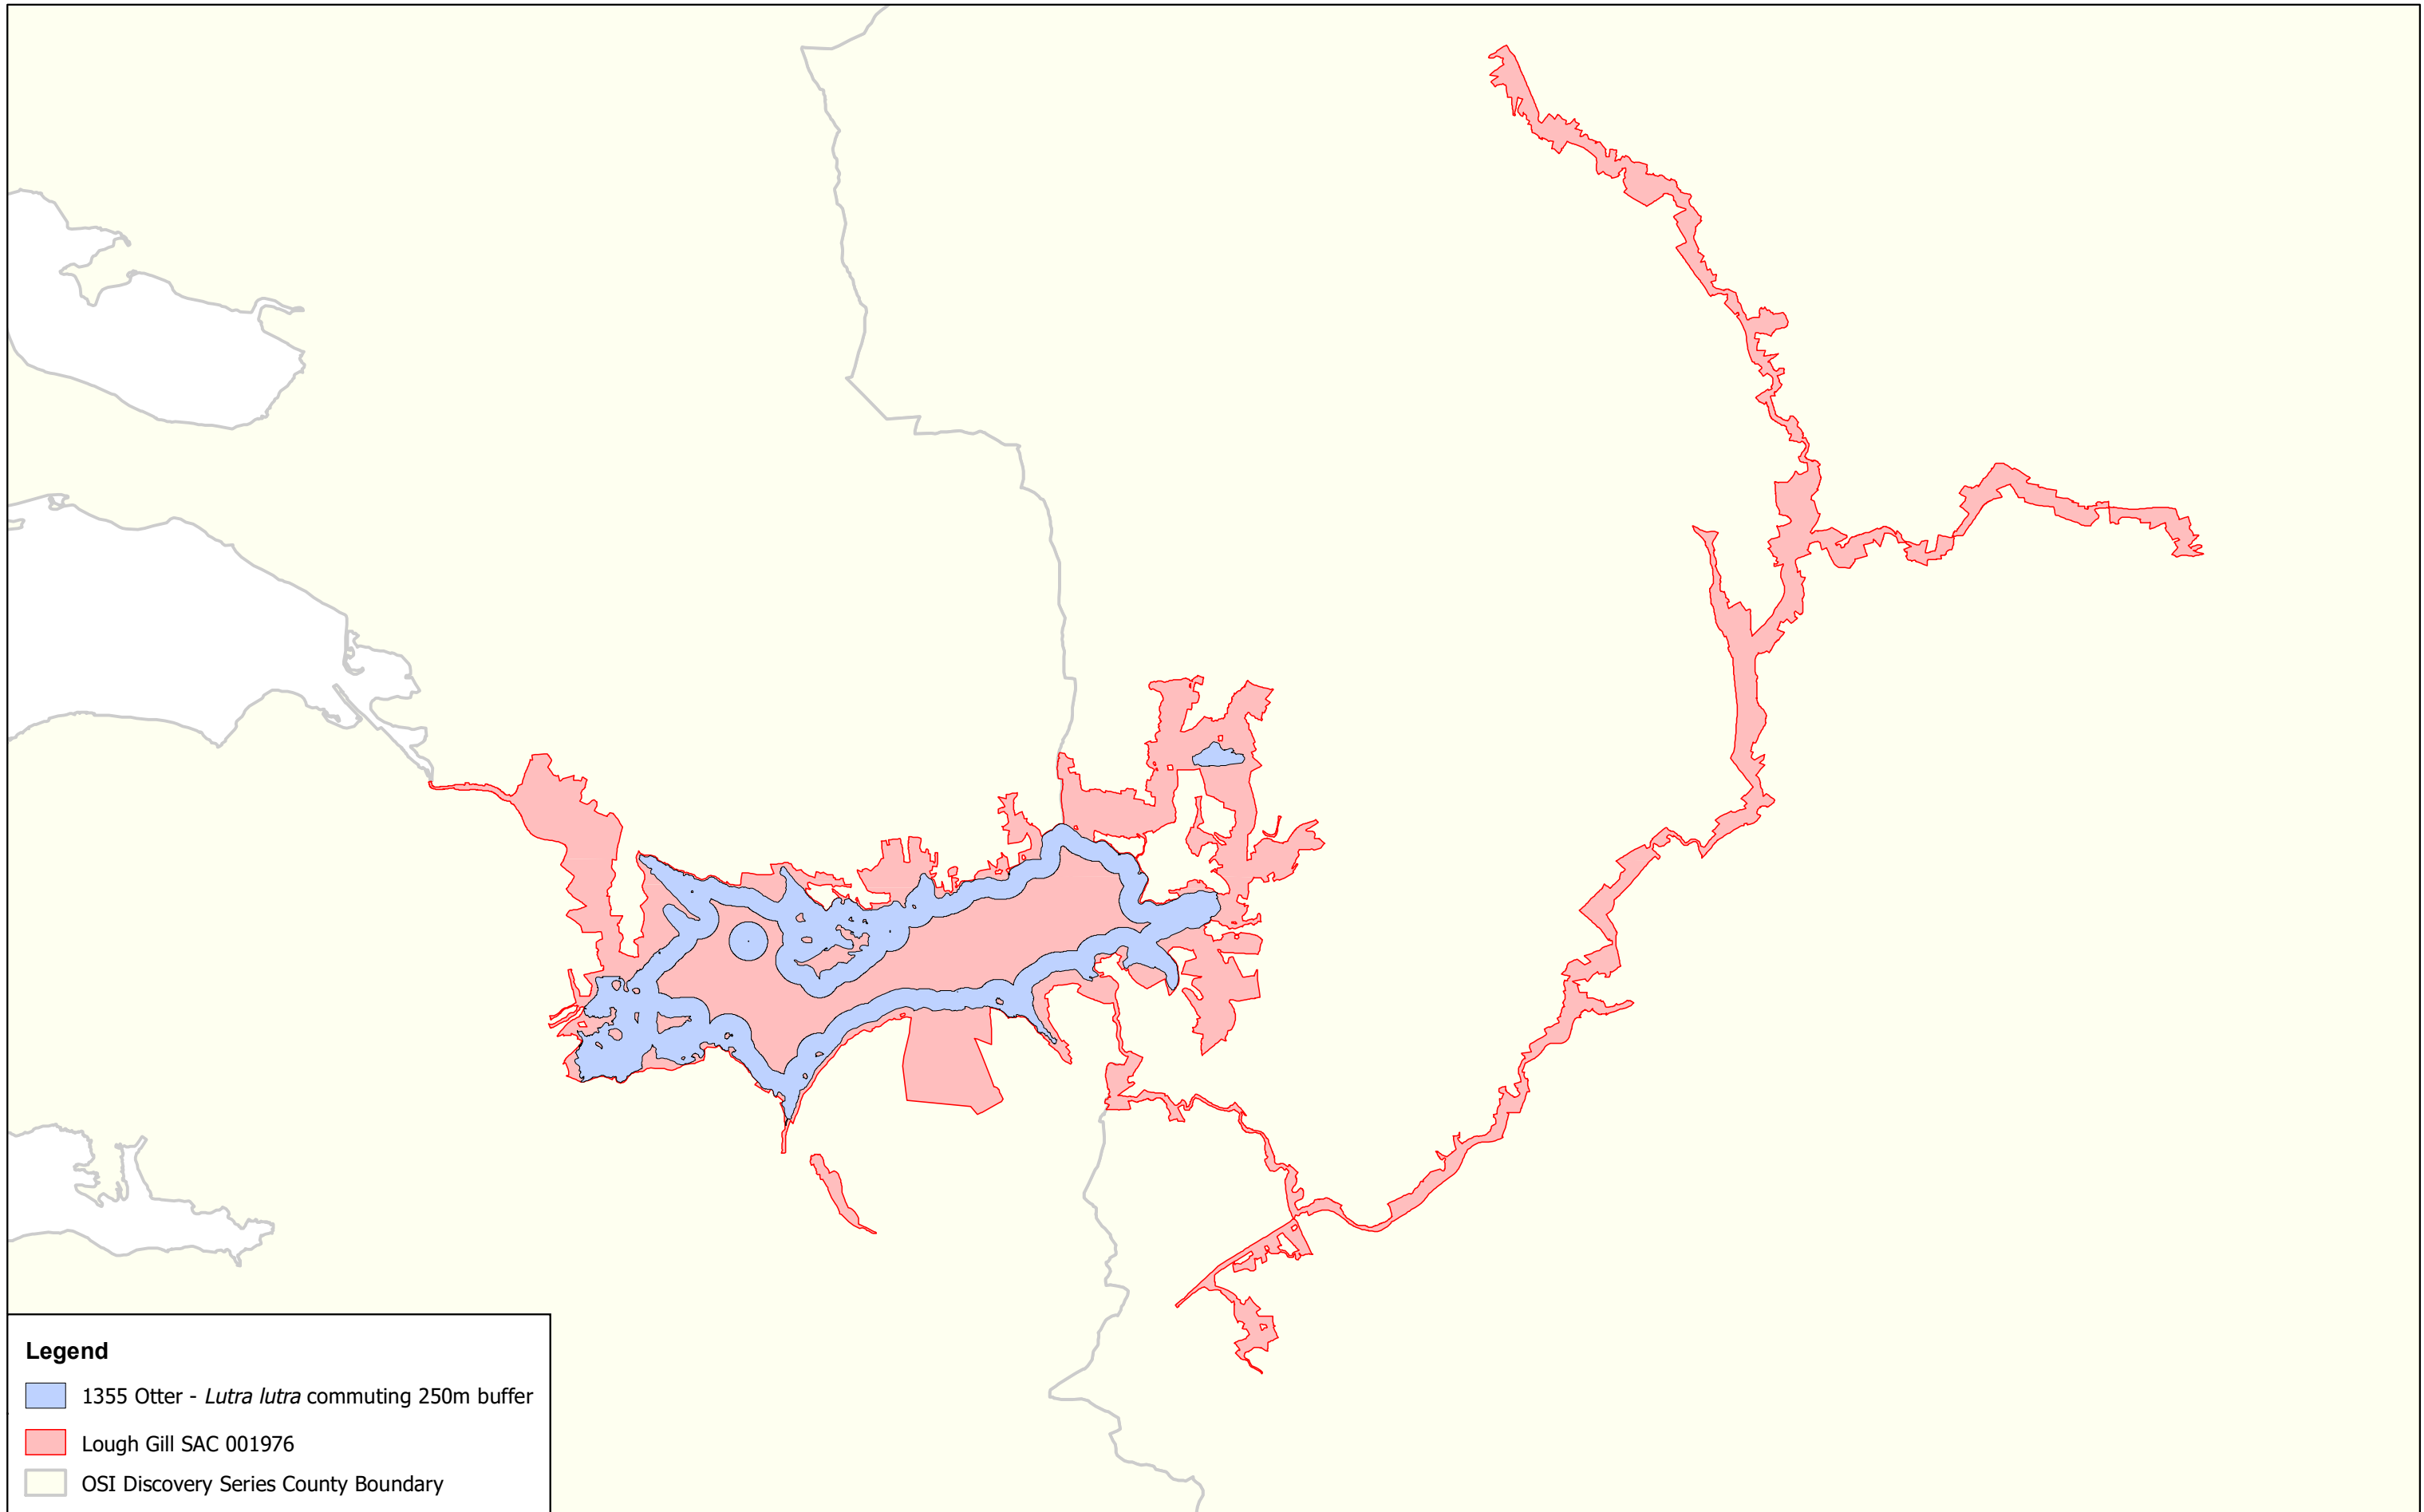 Legend
1355 Otter - Lutra lutra commuting 250m buffer
Lough Gill SAC 001976
OSI Discovery Series County Boundary